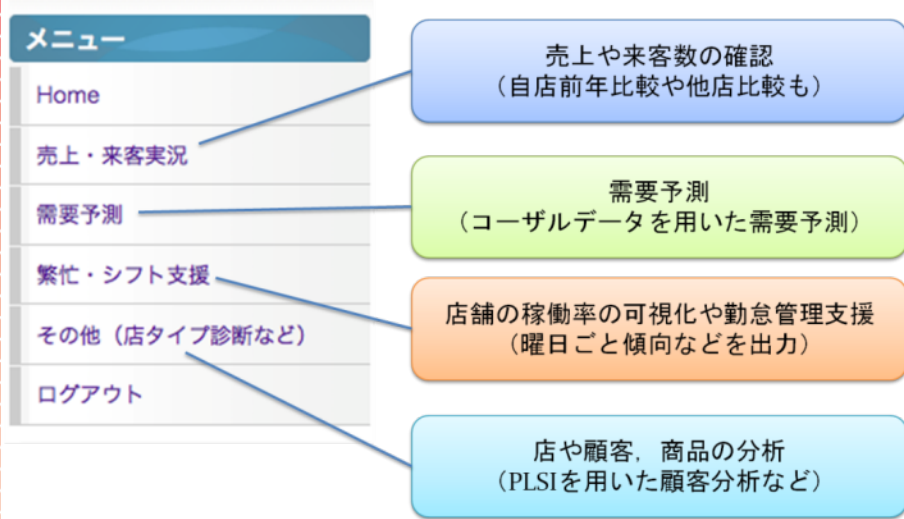 メニュー
Home
売上・来客実況
需要予測
繁忙・シフト支援
その他（店タイプ診断など）
ログアウト
売上や来客数の確認
（自店前年比較や他店比較も）
需要予測
（コーザルデータを用いた需要予測）
店舗の稼働率の可視化や勤怠管理支援
（曜日ごと傾向などを出力）
店や顧客，商品の分析
（PLSIを用いた顧客分析など）